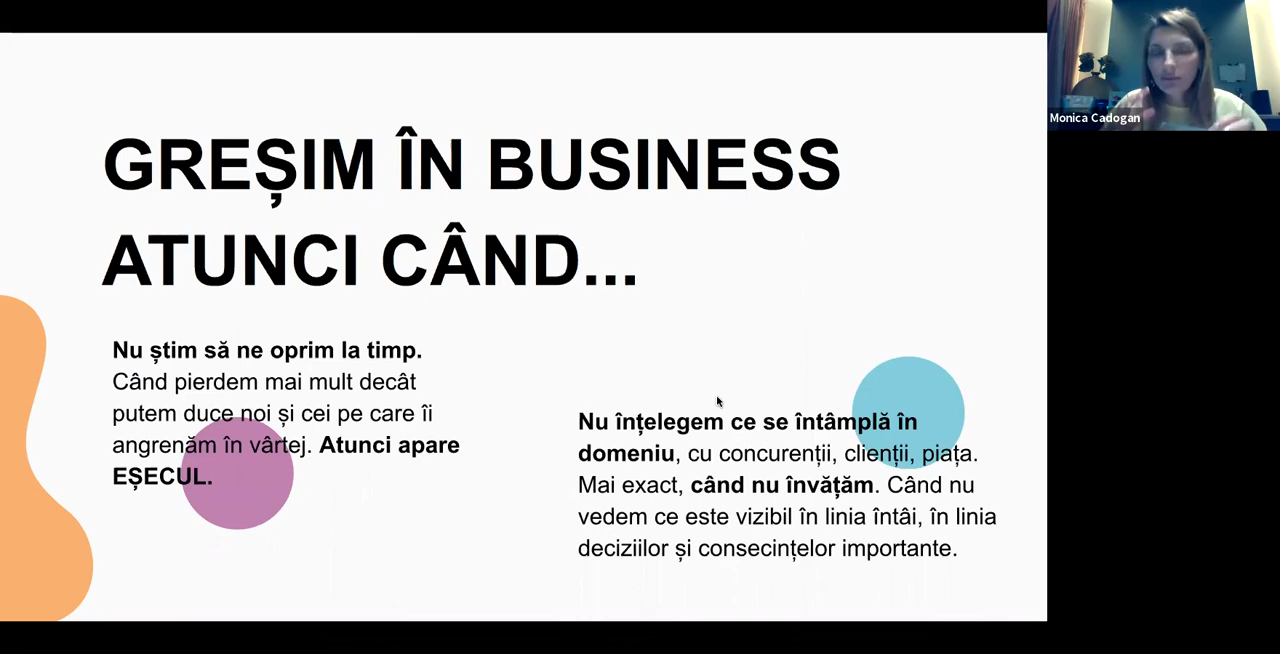 GREȘIM ÎN BUSINESS
ATUNCI CÂND...
Nu știm să ne oprim la timp.
Când pierdem mai mult decât
putem duce noi și cei pe care îi
angrenăm în vârtej. Atunci apare
EȘECUL.
Nu înțelegem ce se întâmplă în
domeniu, cu concurenții, clienții, piața.
Mai exact, când nu învățăm. Când nu
vedem ce este vizibil în linia întâi, în linia
deciziilor și consecințelor importante.
Monica Cadogan